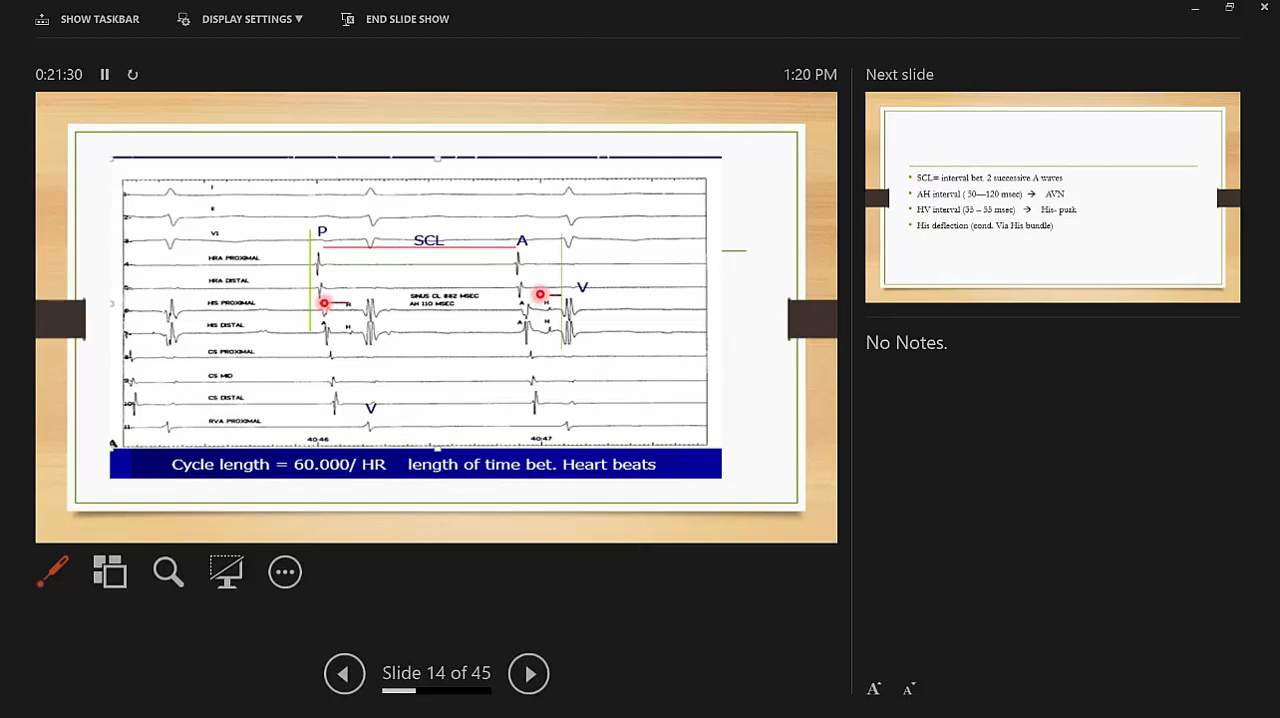 SHOW TASKBAR DISPLAY SETTINGS ▼ END SLIDE SHOW
0:21:30 1:20 PM
Next slide
I
II
V1
P SCL A
HRA PROXIMAL
HRA DISTAL
V
HIS PROXIMAL H SINUS CL 882 MSEC A H
AH 110 MSEC
HIS DISTAL A H A H
CS PROXIMAL
CS MID
CS DISTAL
V
RVA PROXIMAL
40:46 40:47
A
Cycle length = 60.000/ HR length of time bet. Heart beats
• SCL= interval bet. 2 successive A waves
• AH interval ( 50—120 msec) → AVN
• HV interval (35 – 55 msec) → His- purk
• His deflection (cond. Via His bundle)
No Notes.
Slide 14 of 45
A A